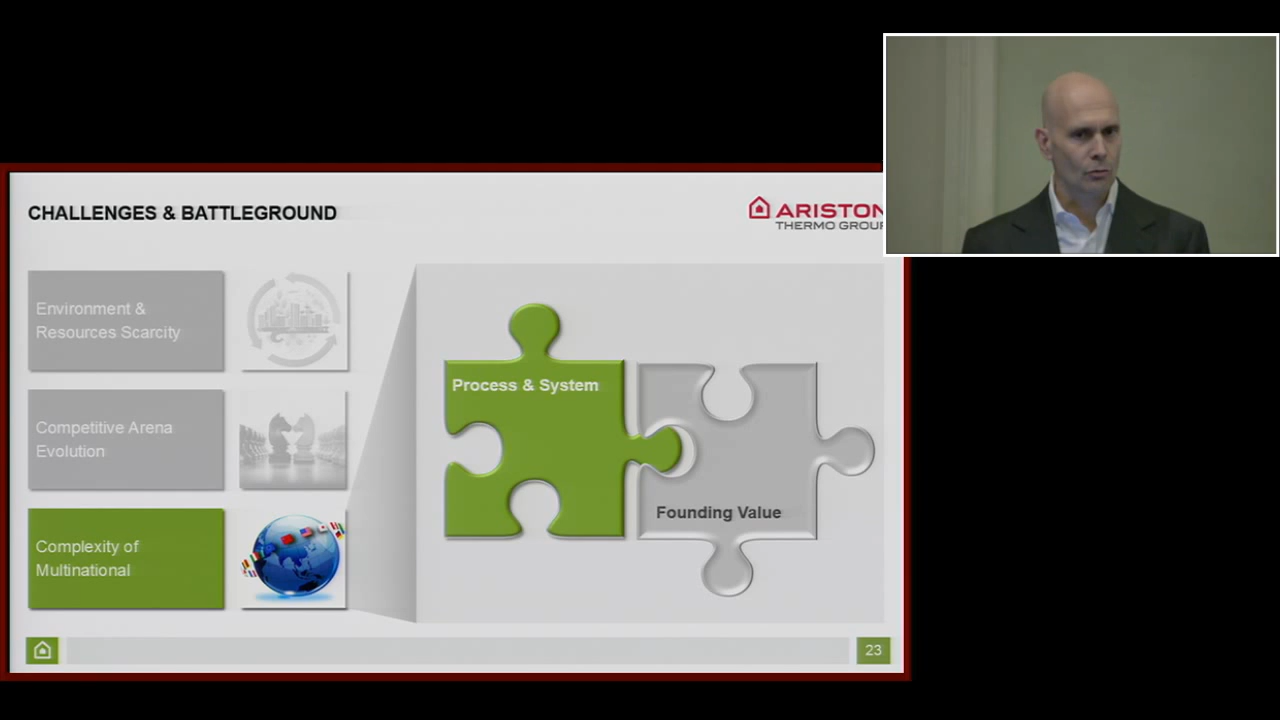 CHALLENGES & BATTLEGROUND
ARISTON
THERMO GROUP
Environment &
Resources Scarcity
Competitive Arena
Evolution
Complexity of
Multinational
Process & System
Founding Value
23